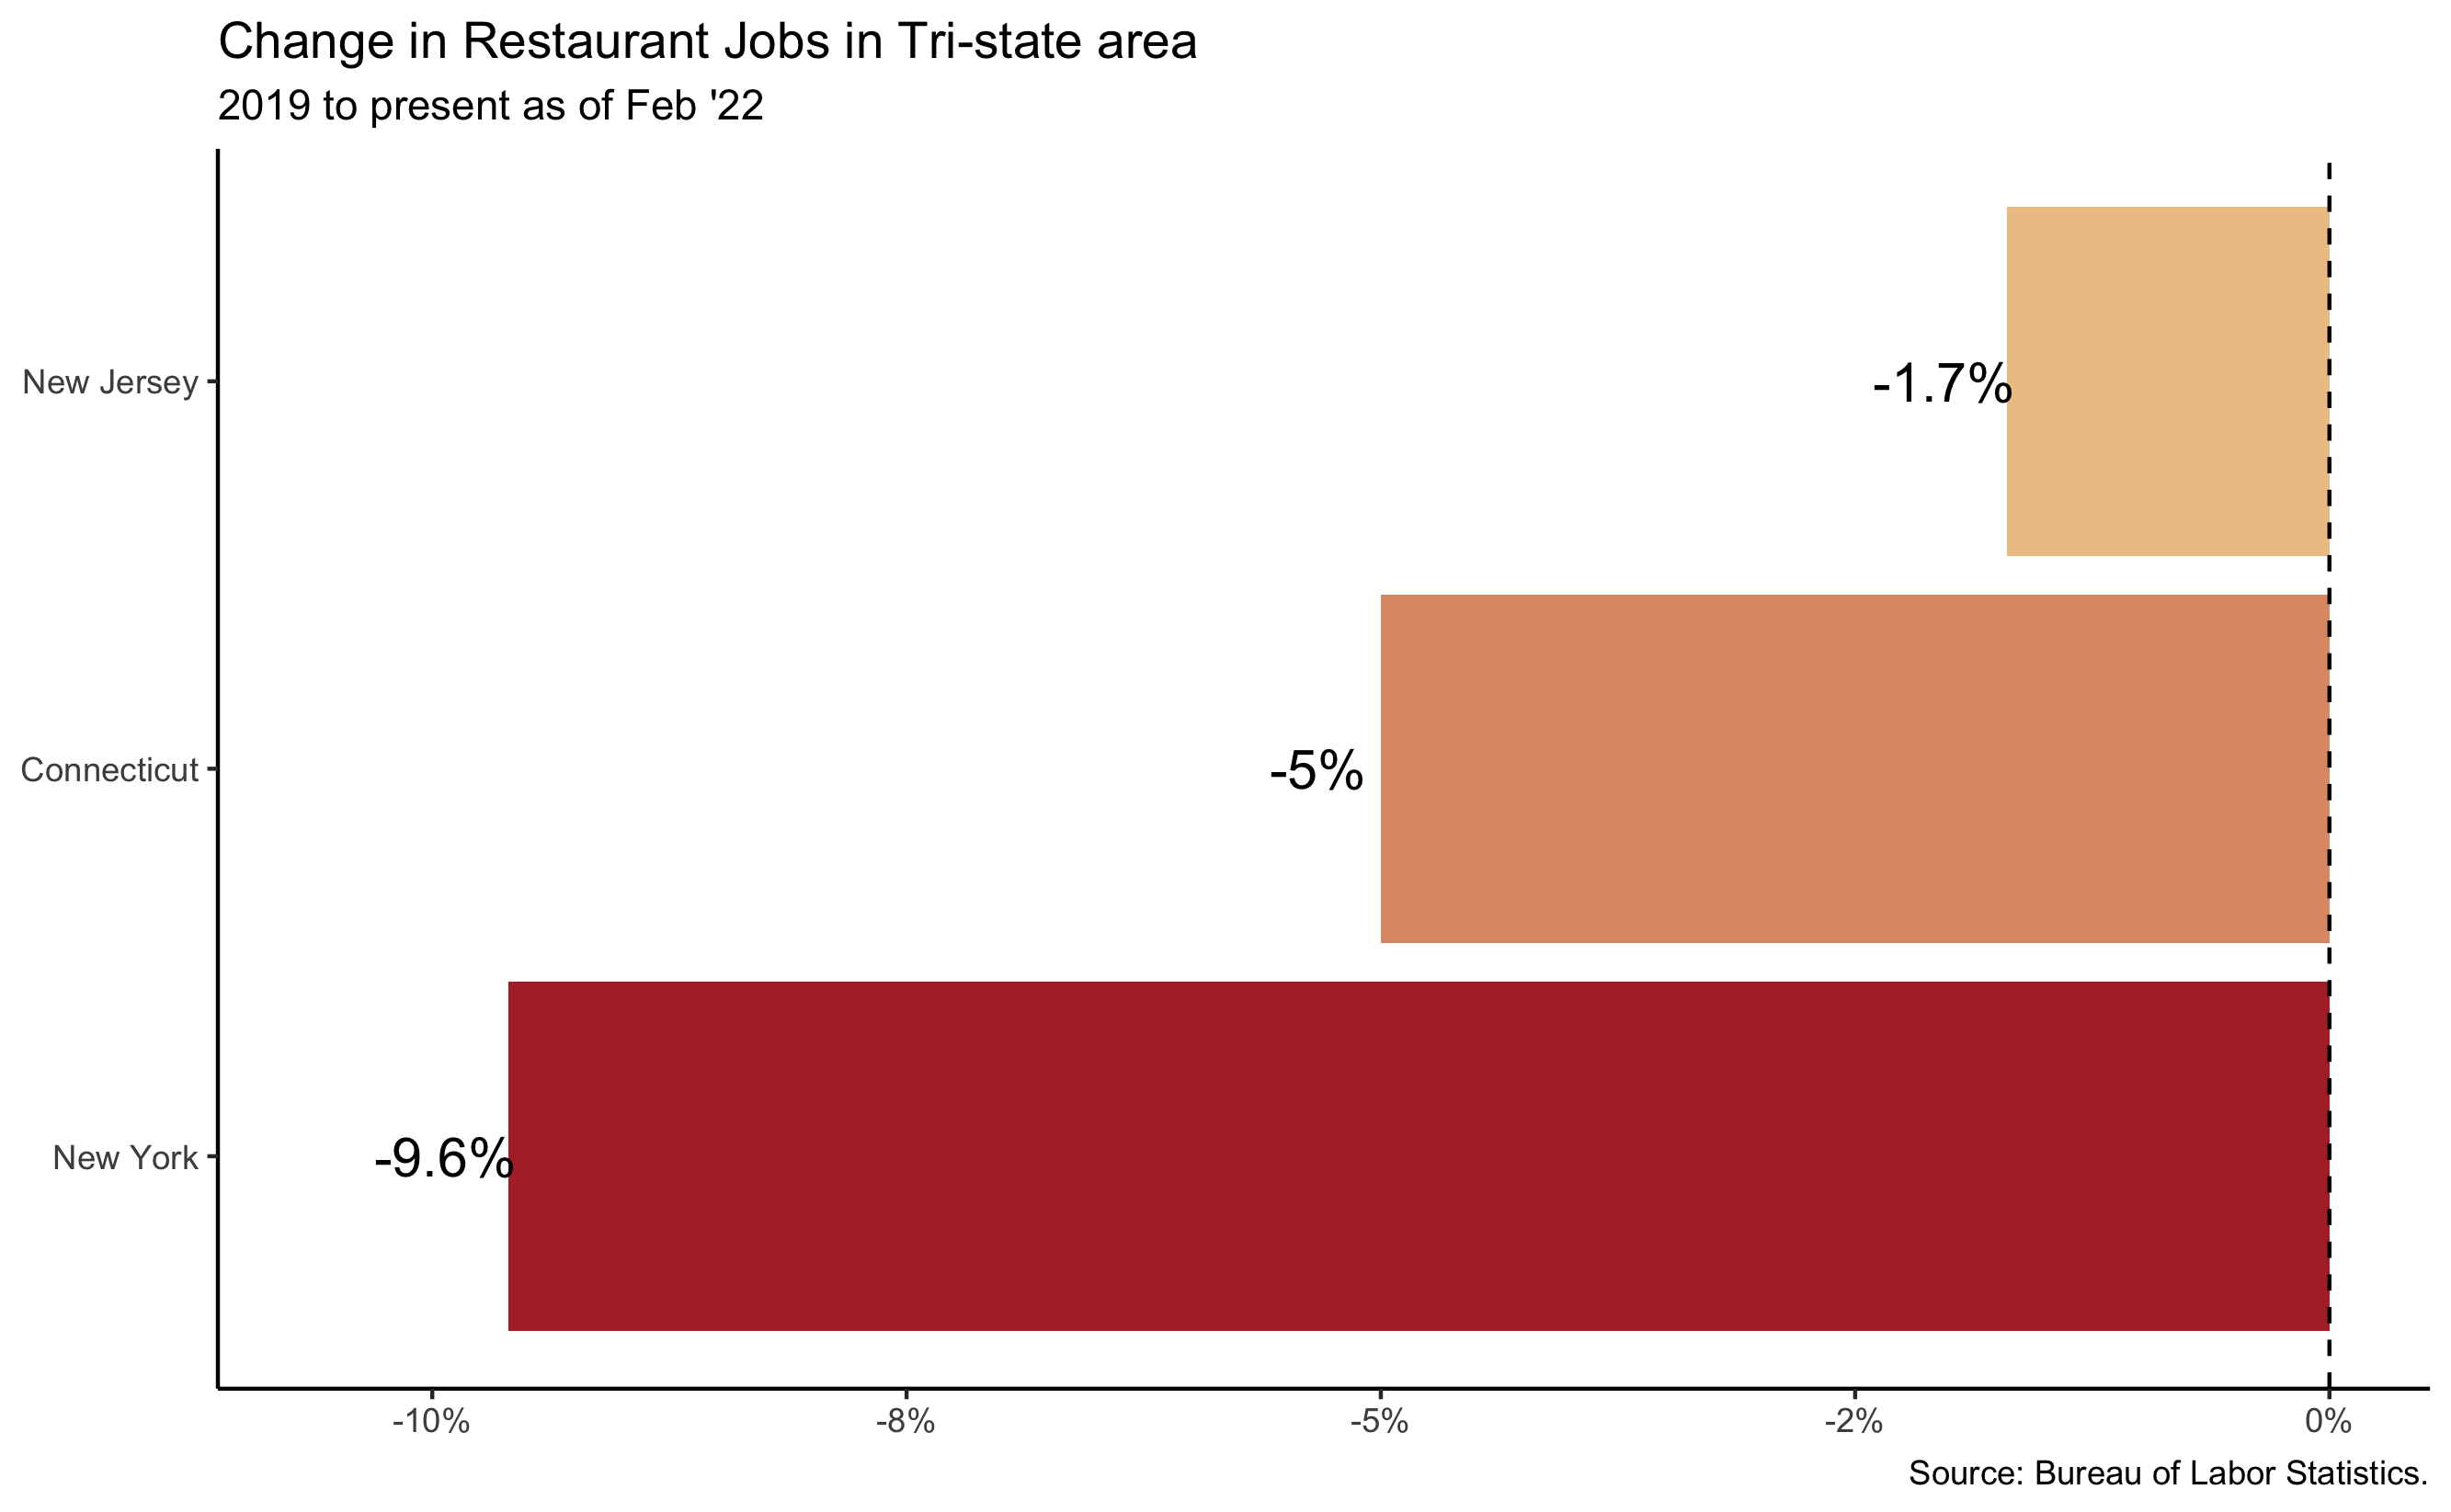 Change in Restaurant Jobs in Tri-state area
2019 to present as of Feb '22
New Jersey
-1.7%
Connecticut
-5%
New York
-9.6%
-10%
-8%
-5%
-2%
0%
Source: Bureau of Labor Statistics.